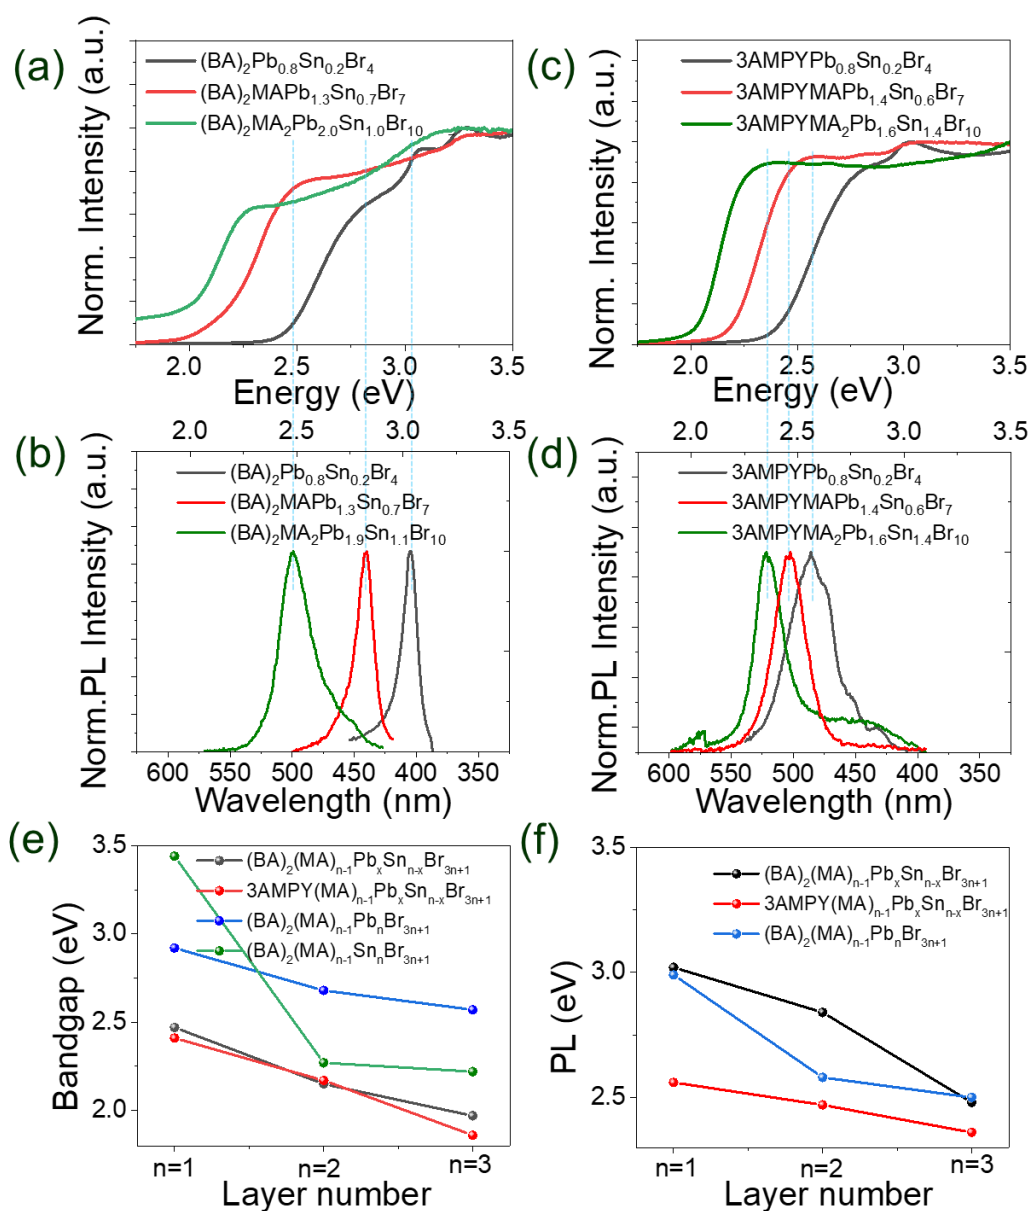 (a)
Norm. Intensity (a.u.)
(BA)₂Pb₀.₈Sn₀.₂Br₄
(BA)₂MAPb₁.₃Sn₀.₇Br₇
(BA)₂MA₂Pb₂.₀Sn₁.₀Br₁₀
2.0 2.5 3.0 3.5
Energy (eV)
(c)
Norm. Intensity (a.u.)
3AMPYPb₀.₈Sn₀.₂Br₄
3AMPYMAPb₁.₄Sn₀.₆Br₇
3AMPYMA₂Pb₁.₆Sn₁.₄Br₁₀
2.0 2.5 3.0 3.5
Energy (eV)
(b)
2.0 2.5 3.0 3.5
Norm.PL Intensity (a.u.)
(BA)₂Pb₀.₈Sn₀.₂Br₄
(BA)₂MAPb₁.₃Sn₀.₇Br₇
(BA)₂MA₂Pb₁.₉Sn₁.₁Br₁₀
600 550 500 450 400 350
Wavelength (nm)
(d)
2.0 2.5 3.0 3.5
Norm.PL Intensity (a.u.)
3AMPYPb₀.₈Sn₀.₂Br₄
3AMPYMAPb₁.₄Sn₀.₆Br₇
3AMPYMA₂Pb₁.₆Sn₁.₄Br₁₀
600 550 500 450 400 350
Wavelength (nm)
(e)
Bandgap (eV)
3.5
3.0
2.5
2.0
(BA)₂(MA)ₙ₋₁PbₓSnₙ₋ₓBr₃ₙ₊₁
3AMPY(MA)ₙ₋₁PbₓSnₙ₋ₓBr₃ₙ₊₁
(BA)₂(MA)ₙ₋₁PbₙBr₃ₙ₊₁
(BA)₂(MA)ₙ₋₁SnₙBr₃ₙ₊₁
n=1 n=2 n=3
Layer number
(f)
PL (eV)
3.5
3.0
2.5
(BA)₂(MA)ₙ₋₁PbₓSnₙ₋ₓBr₃ₙ₊₁
3AMPY(MA)ₙ₋₁PbₓSnₙ₋ₓBr₃ₙ₊₁
(BA)₂(MA)ₙ₋₁PbₙBr₃ₙ₊₁
n=1 n=2 n=3
Layer number